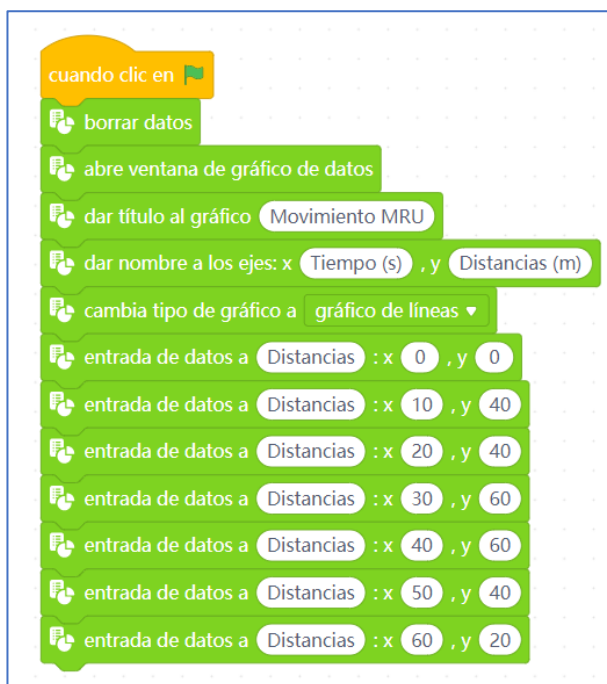 cuando clic en
borrar datos
abre ventana de gráfico de datos
dar título al gráfico Movimiento MRU
dar nombre a los ejes: x Tiempo (s) , y Distancias (m)
cambia tipo de gráfico a gráfico de líneas
entrada de datos a Distancias : x 0 , y 0
entrada de datos a Distancias : x 10 , y 40
entrada de datos a Distancias : x 20 , y 40
entrada de datos a Distancias : x 30 , y 60
entrada de datos a Distancias : x 40 , y 60
entrada de datos a Distancias : x 50 , y 40
entrada de datos a Distancias : x 60 , y 20